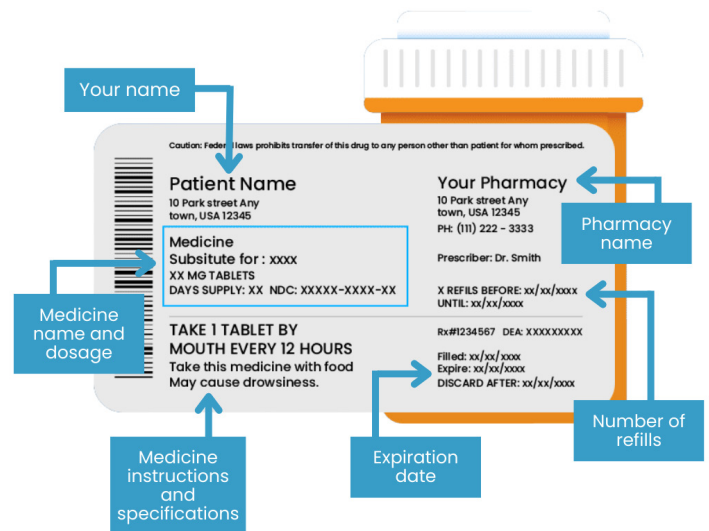 Your name
Caution: Federal laws prohibits transfer of this drug to any person other than patient for whom prescribed.
Patient Name
10 Park street Any
town, USA 12345
Medicine
Subsitute for : xxxx
XX MG TABLETS
DAYS SUPPLY: XX NDC: XXXXX-XXXX-XX
TAKE 1 TABLET BY
MOUTH EVERY 12 HOURS
Take this medicine with food
May cause drowsiness.
Your Pharmacy
10 Park street Any
town, USA 12345
PH: (111) 222 - 3333
Prescriber: Dr. Smith
X REFILS BEFORE: xx/xx/xxxx
UNTIL: xx/xx/xxxx
Rx#1234567 DEA: XXXXXXXXX
Filled: xx/xx/xxxx
Expire: xx/xx/xxxx
DISCARD AFTER: xx/xx/xxxx
Pharmacy
name
Medicine
name and
dosage
Number of
refills
Medicine
instructions
and
specifications
Expiration
date